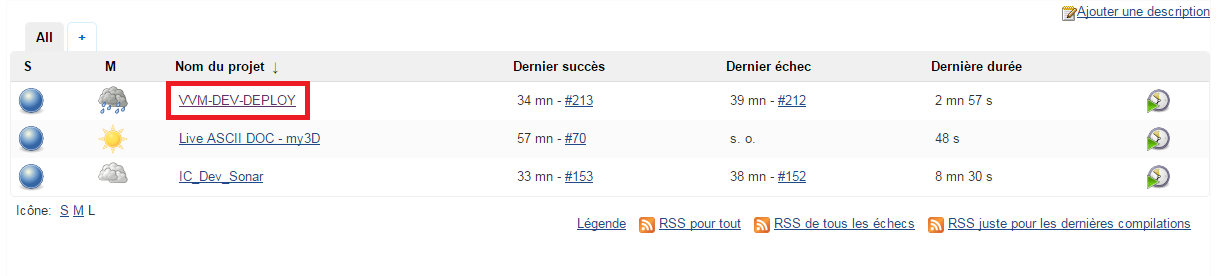 Ajouter une description
All +
S M Nom du projet ↓ Dernier succès Dernier échec Dernière durée
VVM-DEV-DEPLOY 34 mn - #213 39 mn - #212 2 mn 57 s
Live ASCII DOC - my3D 57 mn - #70 s. o. 48 s
IC_Dev_Sonar 33 mn - #153 38 mn - #152 8 mn 30 s
Icône: S M L
Légende RSS pour tout RSS de tous les échecs RSS juste pour les dernières compilations